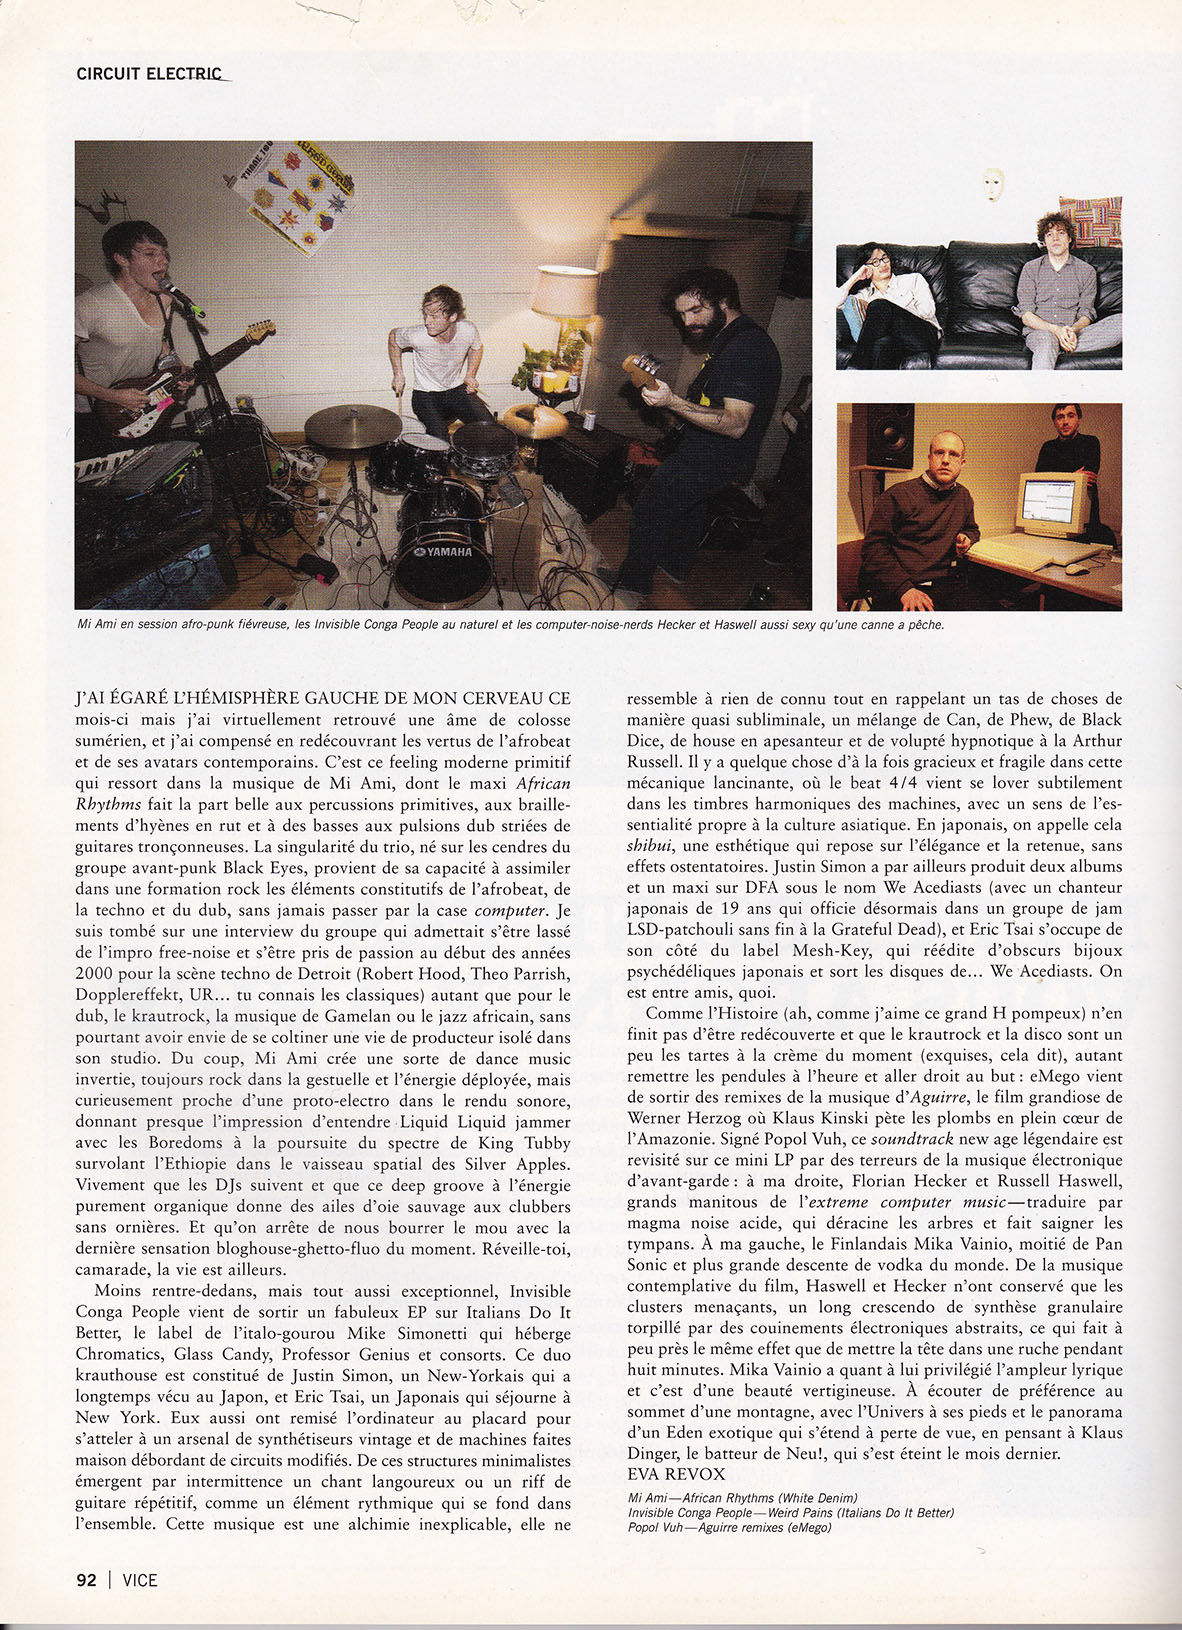 CIRCUIT ELECTRIC
THANK YOU
YAMAHA
Mi Ami en session afro-punk fiévreuse, les Invisible Conga People au naturel et les computer-noise-nerds Hecker et Haswell aussi sexy qu'une canne a pêche.
J'AI ÉGARÉ L'HÉMISPHÈRE GAUCHE DE MON CERVEAU CE
mois-ci mais j'ai virtuellement retrouvé une âme de colosse
sumérien, et j'ai compensé en redécouvrant les vertus de l'afrobeat
et de ses avatars contemporains. C'est ce feeling moderne primitif
qui ressort dans la musique de Mi Ami, dont le maxi African
Rhythms fait la part belle aux percussions primitives, aux braille-
ments d'hyènes en rut et à des basses aux pulsions dub striées de
guitares tronçonneuses. La singularité du trio, né sur les cendres du
groupe avant-punk Black Eyes, provient de sa capacité à assimiler
dans une formation rock les éléments constitutifs de l'afrobeat, de
la techno et du dub, sans jamais passer par la case computer. Je
suis tombé sur une interview du groupe qui admettait s'être lassé
de l'impro free-noise et s'être pris de passion au début des années
2000 pour la scène techno de Detroit (Robert Hood, Theo Parrish,
Dopplereffekt, UR... tu connais les classiques) autant que pour le
dub, le krautrock, la musique de Gamelan ou le jazz africain, sans
pourtant avoir envie de se coltiner une vie de producteur isolé dans
son studio. Du coup, Mi Ami crée une sorte de dance music
invertie, toujours rock dans la gestuelle et l'énergie déployée, mais
curieusement proche d'une proto-electro dans le rendu sonore,
donnant presque l'impression d'entendre Liquid Liquid jammer
avec les Boredoms à la poursuite du spectre de King Tubby
survolant l'Ethiopie dans le vaisseau spatial des Silver Apples.
Vivement que les DJs suivent et que ce deep groove à l'énergie
purement organique donne des ailes d'oie sauvage aux clubbers
sans ornières. Et qu'on arrête de nous bourrer le mou avec la
dernière sensation bloghouse-ghetto-fluo du moment. Réveille-toi,
camarade, la vie est ailleurs.
Moins rentre-dedans, mais tout aussi exceptionnel, Invisible
Conga People vient de sortir un fabuleux EP sur Italians Do It
Better, le label de l'italo-gourou Mike Simonetti qui héberge
Chromatics, Glass Candy, Professor Genius et consorts. Ce duo
krauthouse est constitué de Justin Simon, un New-Yorkais qui a
longtemps vécu au Japon, et Eric Tsai, un Japonais qui séjourne à
New York. Eux aussi ont remisé l'ordinateur au placard pour
s'atteler à un arsenal de synthétiseurs vintage et de machines faites
maison débordant de circuits modifiés. De ces structures minimalistes
émergent par intermittence un chant langoureux ou un riff de
guitare répétitif, comme un élément rythmique qui se fond dans
l'ensemble. Cette musique est une alchimie inexplicable, elle ne
ressemble à rien de connu tout en rappelant un tas de choses de
manière quasi subliminale, un mélange de Can, de Phew, de Black
Dice, de house en apesanteur et de volupté hypnotique à la Arthur
Russell. Il y a quelque chose d'à la fois gracieux et fragile dans cette
mécanique lancinante, où le beat 4/4 vient se lover subtilement
dans les timbres harmoniques des machines, avec un sens de l'es-
sentialité propre à la culture asiatique. En japonais, on appelle cela
shibui, une esthétique qui repose sur l'élégance et la retenue, sans
effets ostentatoires. Justin Simon a par ailleurs produit deux albums
et un maxi sur DFA sous le nom We Acediasts (avec un chanteur
japonais de 19 ans qui officie désormais dans un groupe de jam
LSD-patchouli sans fin à la Grateful Dead), et Eric Tsai s'occupe de
son côté du label Mesh-Key, qui réédite d'obscurs bijoux
psychédéliques japonais et sort les disques de... We Acediasts. On
est entre amis, quoi.
Comme l'Histoire (ah, comme j'aime ce grand H pompeux) n'en
finit pas d'être redécouverte et que le krautrock et la disco sont un
peu les tartes à la crème du moment (exquises, cela dit), autant
remettre les pendules à l'heure et aller droit au but : eMego vient
de sortir des remixes de la musique d'Aguirre, le film grandiose de
Werner Herzog où Klaus Kinski pète les plombs en plein cœur de
l'Amazonie. Signé Popol Vuh, ce soundtrack new age légendaire est
revisité sur ce mini LP par des terreurs de la musique électronique
d'avant-garde : à ma droite, Florian Hecker et Russell Haswell,
grands manitous de l'extreme computer music—traduire par
magma noise acide, qui déracine les arbres et fait saigner les
tympans. À ma gauche, le Finlandais Mika Vainio, moitié de Pan
Sonic et plus grande descente de vodka du monde. De la musique
contemplative du film, Haswell et Hecker n'ont conservé que les
clusters menaçants, un long crescendo de synthèse granulaire
torpillé par des couinements électroniques abstraits, ce qui fait à
peu près le même effet que de mettre la tête dans une ruche pendant
huit minutes. Mika Vainio a quant à lui privilégié l'ampleur lyrique
et c'est d'une beauté vertigineuse. À écouter de préférence au
sommet d'une montagne, avec l'Univers à ses pieds et le panorama
d'un Eden exotique qui s'étend à perte de vue, en pensant à Klaus
Dinger, le batteur de Neu!, qui s'est éteint le mois dernier.
EVA REVOX
Mi Ami—African Rhythms (White Denim)
Invisible Conga People—Weird Pains (Italians Do It Better)
Popol Vuh—Aguirre remixes (eMego)
92 | VICE